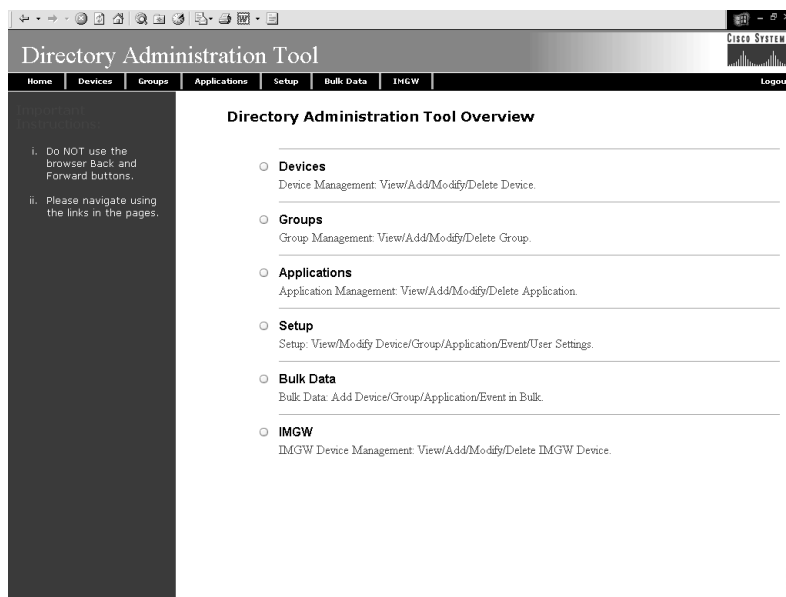 CISCO SYSTEM
Directory Administration Tool
Home Devices Groups Applications Setup Bulk Data IMGW Logou
Important
Instructions:
i. Do NOT use the
browser Back and
Forward buttons.
ii. Please navigate using
the links in the pages.
Directory Administration Tool Overview
Devices
Device Management: View/Add/Modify/Delete Device.
Groups
Group Management: View/Add/Modify/Delete Group.
Applications
Application Management: View/Add/Modify/Delete Application.
Setup
Setup: View/Modify Device/Group/Application/Event/User Settings.
Bulk Data
Bulk Data: Add Device/Group/Application/Event in Bulk.
IMGW
IMGW Device Management: View/Add/Modify/Delete IMGW Device.